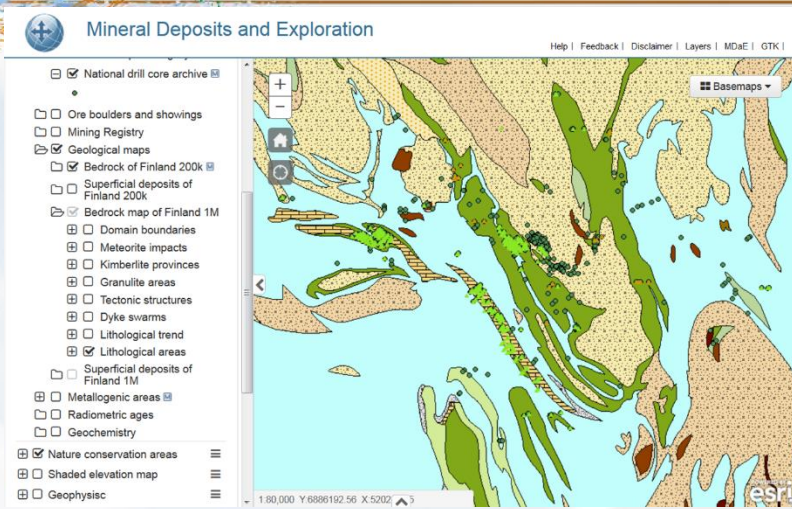 Mineral Deposits and Exploration
Help | Feedback | Disclaimer | Layers | MDaE | GTK |
National drill core archive M
Ore boulders and showings
Mining Registry
Geological maps
Bedrock of Finland 200k M
Superficial deposits of
Finland 200k
Bedrock map of Finland 1M
Domain boundaries
Meteorite impacts
Kimberlite provinces
Granulite areas
Tectonic structures
Dyke swarms
Lithological trend
Lithological areas
Superficial deposits of
Finland 1M
Metallogenic areas M
Radiometric ages
Geochemistry
Nature conservation areas
Shaded elevation map
Geophysisc
Basemaps
1:80,000 Y:6886192.56 X:5202
esri